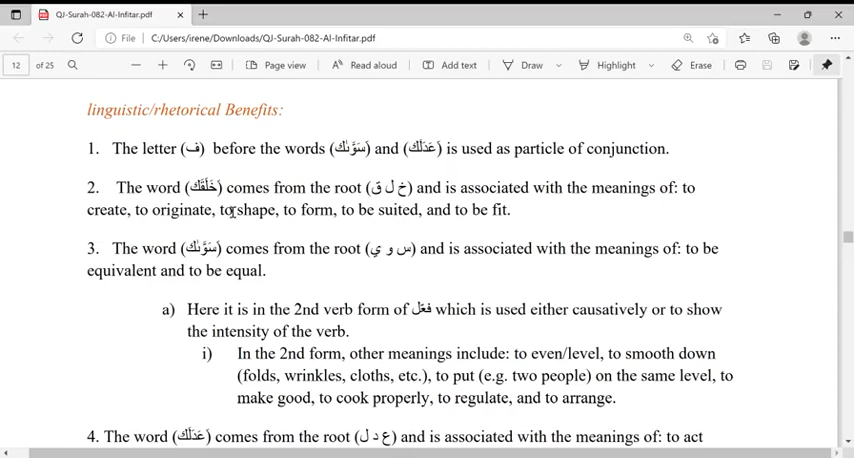 QJ-Surah-082-Al-Infitar.pdf
File C:/Users/irene/Downloads/QJ-Surah-082-Al-Infitar.pdf
12 of 25 Page view Read aloud Add text Draw Highlight Erase
linguistic/rhetorical Benefits:
1. The letter (ف) before the words (سَوَّىٰكَ) and (عَدَلَكَ) is used as particle of conjunction.
2. The word (خَلَقَكَ) comes from the root (خ ل ق) and is associated with the meanings of: to
create, to originate, to shape, to form, to be suited, and to be fit.
3. The word (سَوَّىٰكَ) comes from the root (س و ي) and is associated with the meanings of: to be
equivalent and to be equal.
a) Here it is in the 2nd verb form of فعّل which is used either causatively or to show
the intensity of the verb.
i) In the 2nd form, other meanings include: to even/level, to smooth down
(folds, wrinkles, cloths, etc.), to put (e.g. two people) on the same level, to
make good, to cook properly, to regulate, and to arrange.
4. The word (عَدَلَكَ) comes from the root (ع د ل) and is associated with the meanings of: to act